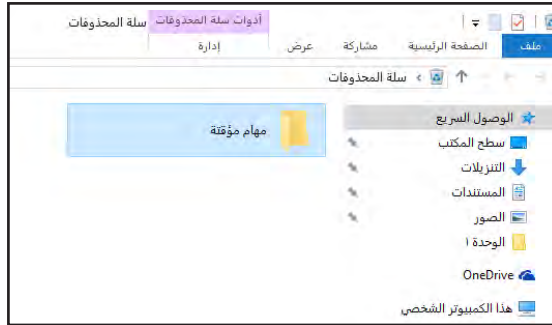 أدوات سلة المحذوفات سلة المحذوفات
ملف الصفحة الرئيسية مشاركة عرض إدارة
سلة المحذوفات
الوصول السريع
سطح المكتب
التنزيلات
المستندات
الصور
الوحدة ١
OneDrive
هذا الكمبيوتر الشخصي
مهام مؤقتة